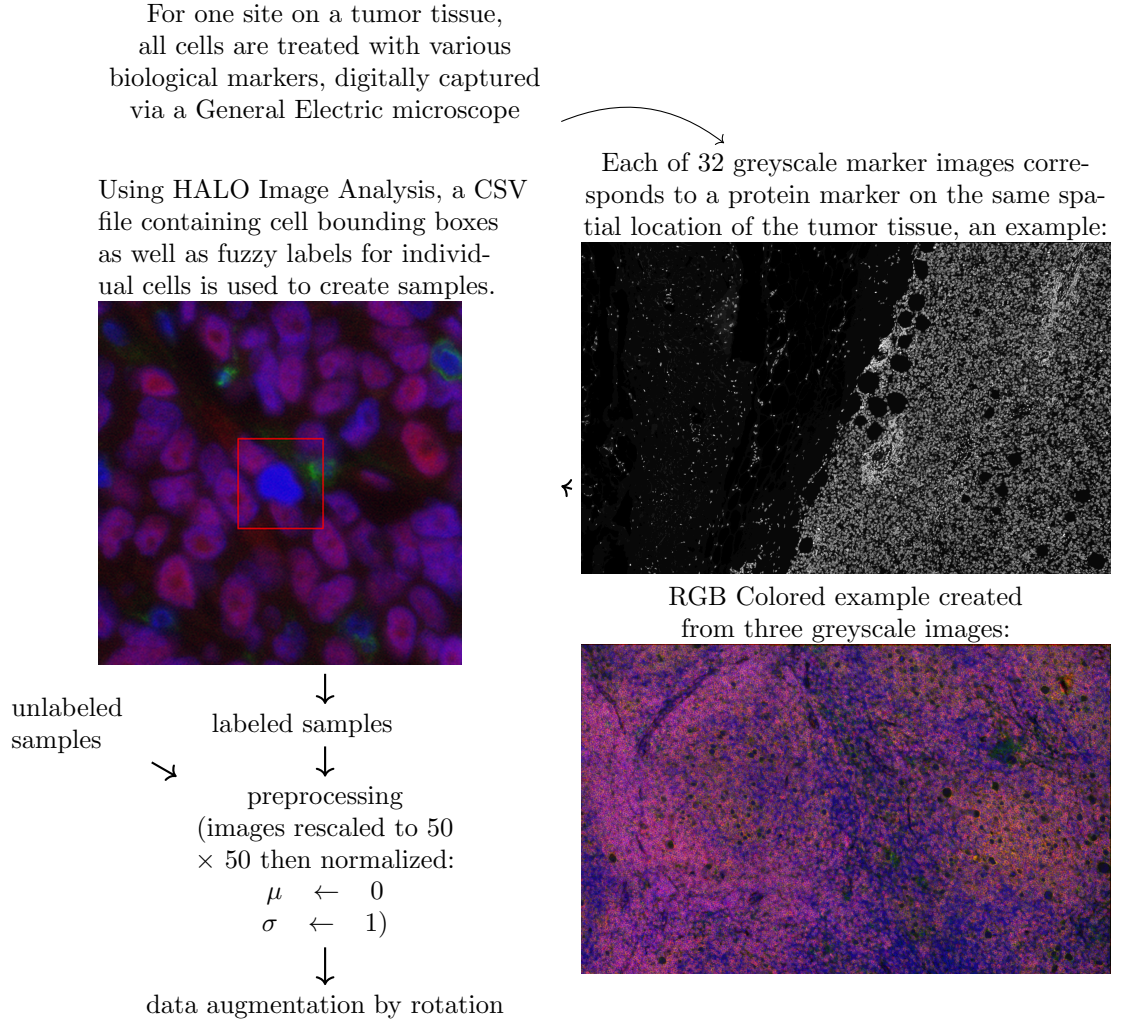 For one site on a tumor tissue,
all cells are treated with various
biological markers, digitally captured
via a General Electric microscope
Each of 32 greyscale marker images corre-
sponds to a protein marker on the same spa-
tial location of the tumor tissue, an example:
RGB Colored example created
from three greyscale images:
Using HALO Image Analysis, a CSV
file containing cell bounding boxes
as well as fuzzy labels for individ-
ual cells is used to create samples.
unlabeled
samples
labeled samples
preprocessing
(images rescaled to 50
× 50 then normalized:
μ ← 0
σ ← 1)
data augmentation by rotation